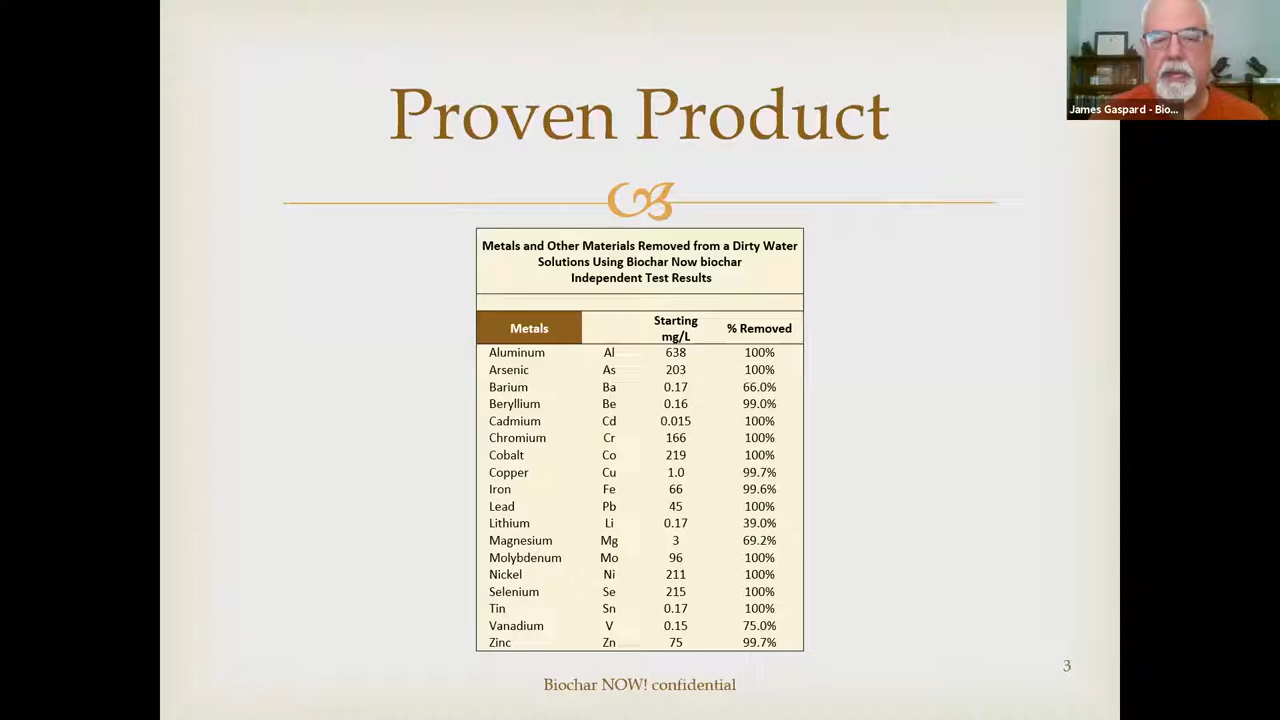 Proven Product
James Gaspard - Bio...
Metals and Other Materials Removed from a Dirty Water
Solutions Using Biochar Now biochar
Independent Test Results
Metals Starting mg/L % Removed
Aluminum Al 638 100%
Arsenic As 203 100%
Barium Ba 0.17 66.0%
Beryllium Be 0.16 99.0%
Cadmium Cd 0.015 100%
Chromium Cr 166 100%
Cobalt Co 219 100%
Copper Cu 1.0 99.7%
Iron Fe 66 99.6%
Lead Pb 45 100%
Lithium Li 0.17 39.0%
Magnesium Mg 3 69.2%
Molybdenum Mo 96 100%
Nickel Ni 211 100%
Selenium Se 215 100%
Tin Sn 0.17 100%
Vanadium V 0.15 75.0%
Zinc Zn 75 99.7%
3
Biochar NOW! confidential